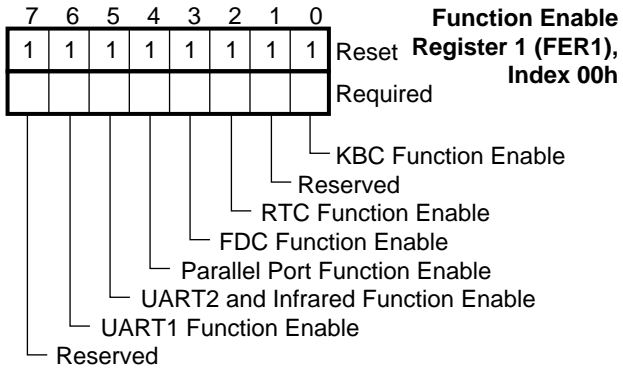 7 6 5 4 3 2 1 0
Function Enable
Register 1 (FER1),
Index 00h
1 1 1 1 1 1 1 1 Reset
Required
KBC Function Enable
Reserved
RTC Function Enable
FDC Function Enable
Parallel Port Function Enable
UART2 and Infrared Function Enable
UART1 Function Enable
Reserved